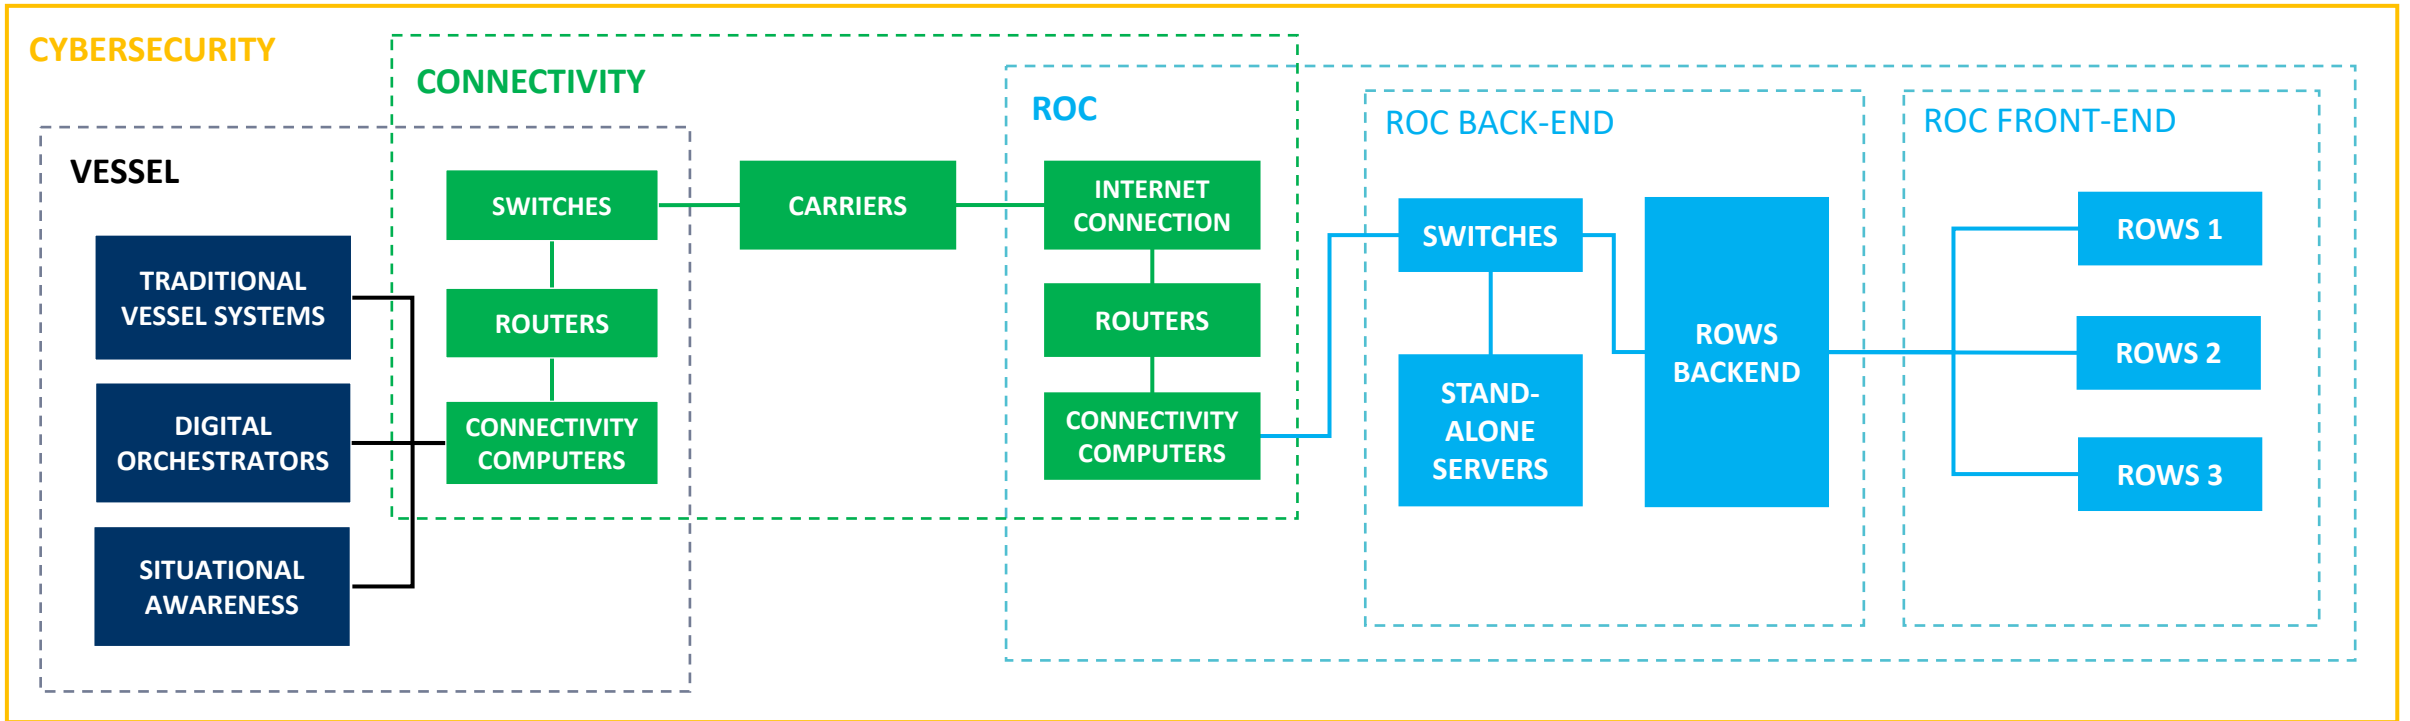 CYBERSECURITY
CONNECTIVITY
VESSEL
TRADITIONAL
VESSEL SYSTEMS
DIGITAL
ORCHESTRATORS
SITUATIONAL
AWARENESS
SWITCHES
ROUTERS
CONNECTIVITY
COMPUTERS
CARRIERS
ROC
INTERNET
CONNECTION
ROUTERS
CONNECTIVITY
COMPUTERS
ROC BACK-END
SWITCHES
STAND-
ALONE
SERVERS
ROWS
BACKEND
ROC FRONT-END
ROWS 1
ROWS 2
ROWS 3